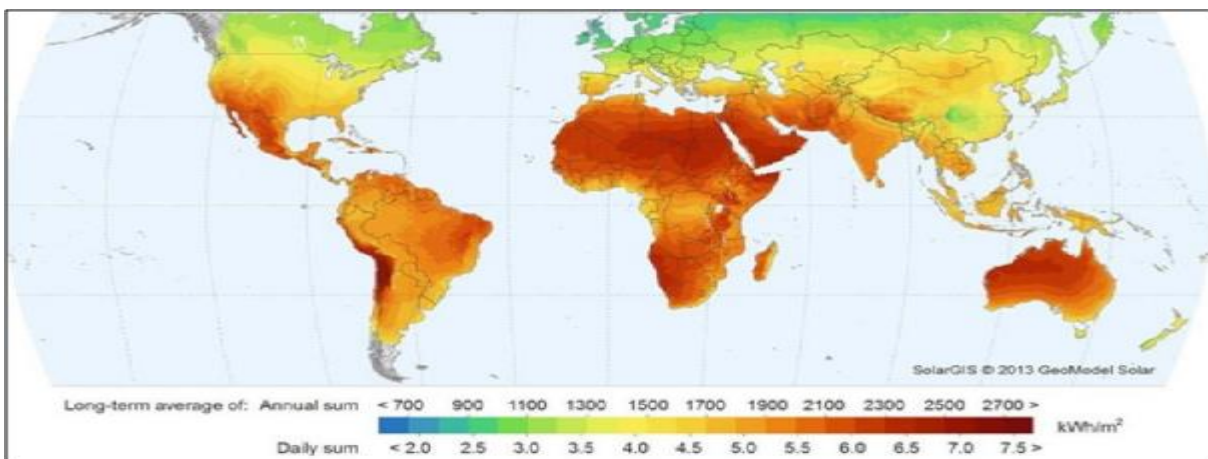 SolarGIS © 2013 GeoModel Solar
Long-term average of: Annual sum < 700 900 1100 1300 1500 1700 1900 2100 2300 2500 2700 >
kWh/m²
Daily sum < 2.0 2.5 3.0 3.5 4.0 4.5 5.0 5.5 6.0 6.5 7.0 7.5 >